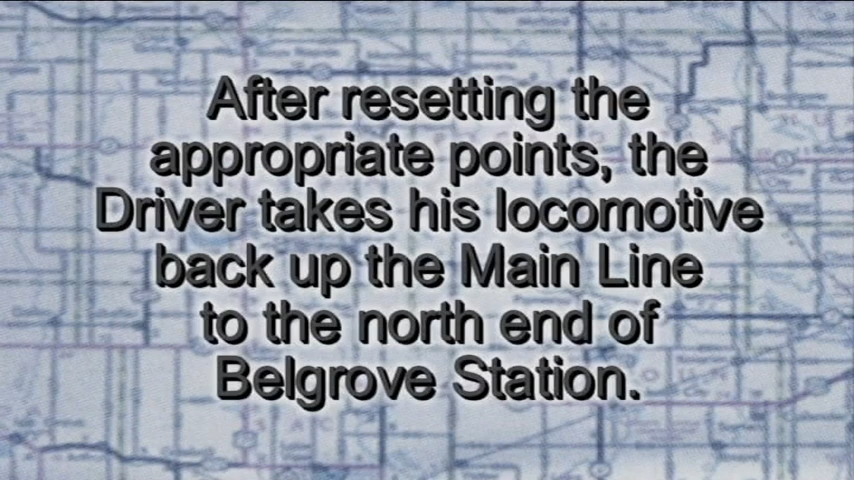 After resetting the
appropriate points, the
Driver takes his locomotive
back up the Main Line
to the north end of
Belgrove Station.